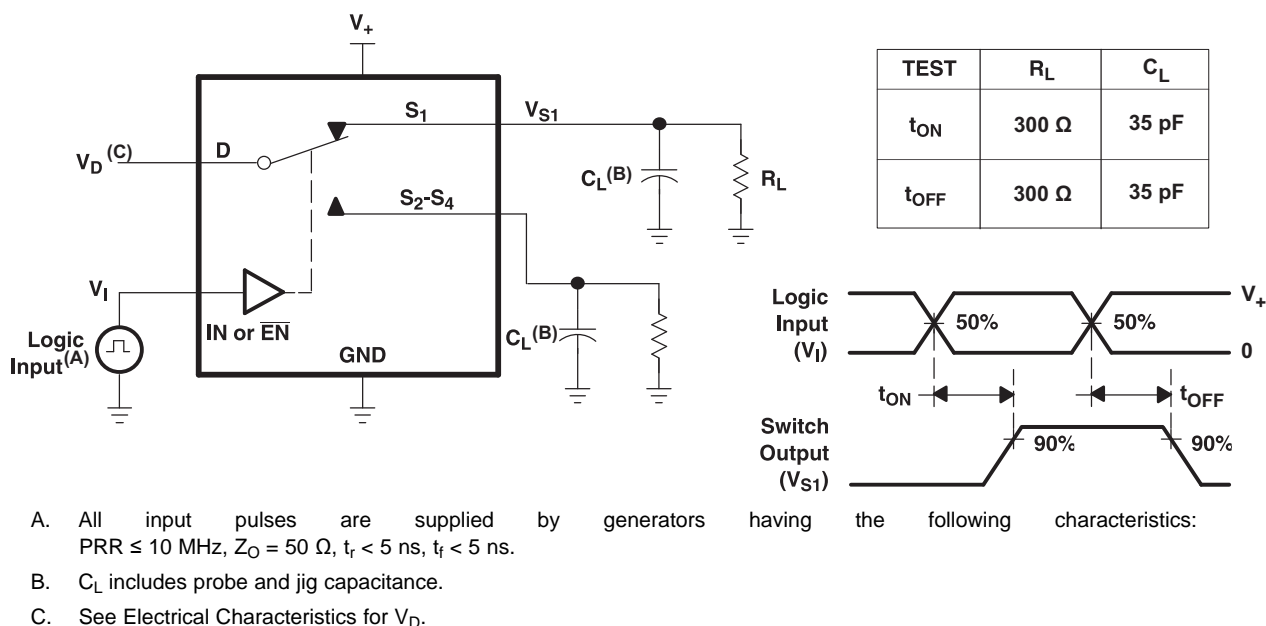 V+
S1
VS1
VD (C)
D
CL(B)
RL
S2-S4
VI
IN or EN
CL(B)
Logic
Input(A)
GND
TEST RL CL
tON 300 Ω 35 pF
tOFF 300 Ω 35 pF
Logic
Input
(VI)
50%
50%
V+
0
tON
tOFF
Switch
Output
(VS1)
90%
90%
A. All input pulses are supplied by generators having the following characteristics:
PRR ≤ 10 MHz, ZO = 50 Ω, tr < 5 ns, tf < 5 ns.
B. CL includes probe and jig capacitance.
C. See Electrical Characteristics for VD.